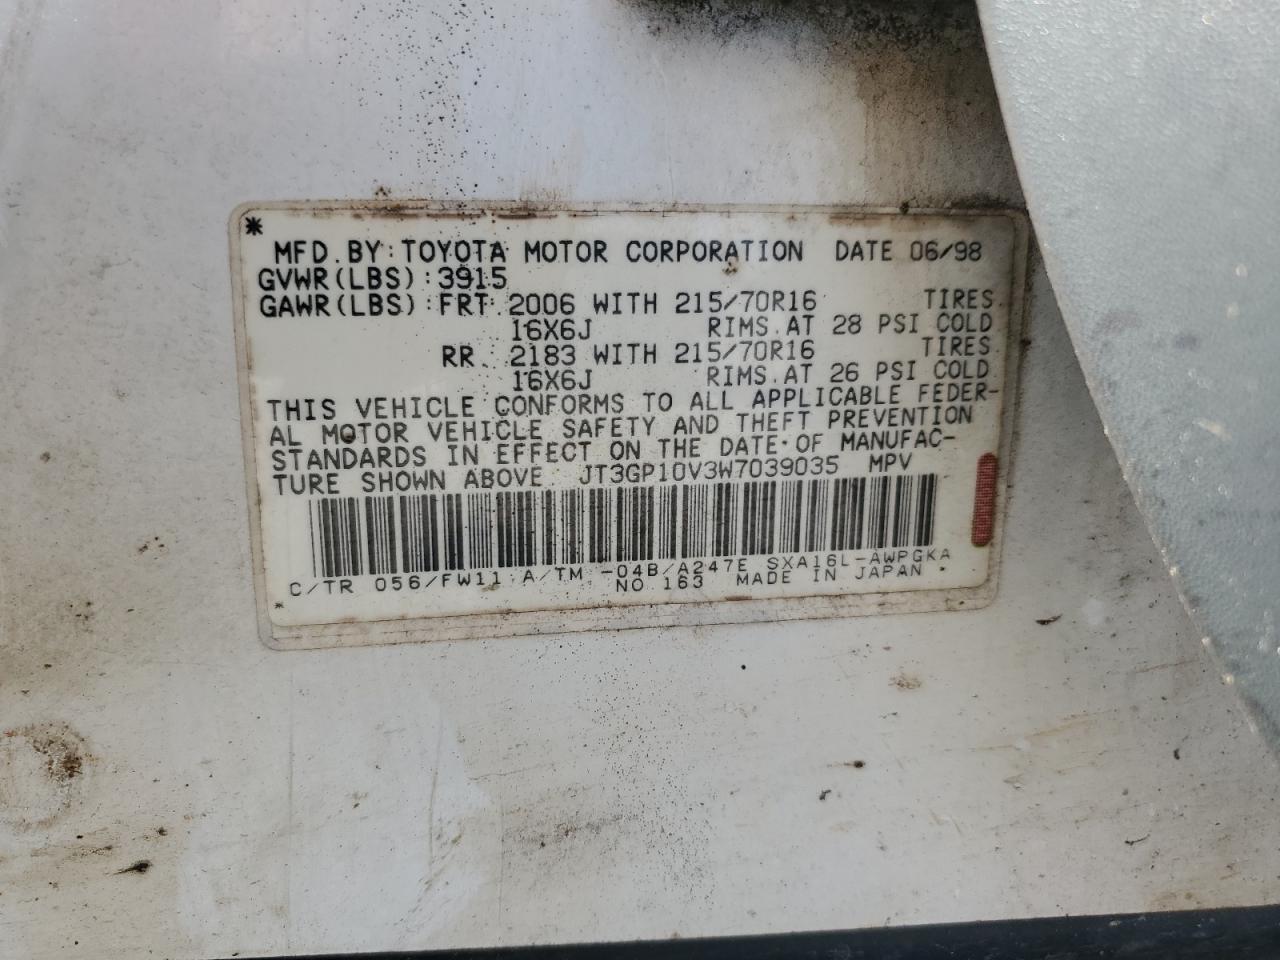 *
MFD. BY: TOYOTA MOTOR CORPORATION DATE 06/98
GVWR(LBS): 3915
GAWR(LBS): FRT. 2006 WITH 215/70R16 TIRES
16X6J RIMS. AT 28 PSI COLD
RR. 2183 WITH 215/70R16 TIRES
16X6J RIMS. AT 26 PSI COLD
THIS VEHICLE CONFORMS TO ALL APPLICABLE FEDER-
AL MOTOR VEHICLE SAFETY AND THEFT PREVENTION
STANDARDS IN EFFECT ON THE DATE OF MANUFAC-
TURE SHOWN ABOVE JT3GP10V3W7039035 MPV
C/TR 056/FW11 A/TM -04B/A247E SXA16L-AWPGKA
* NO 163 MADE IN JAPAN